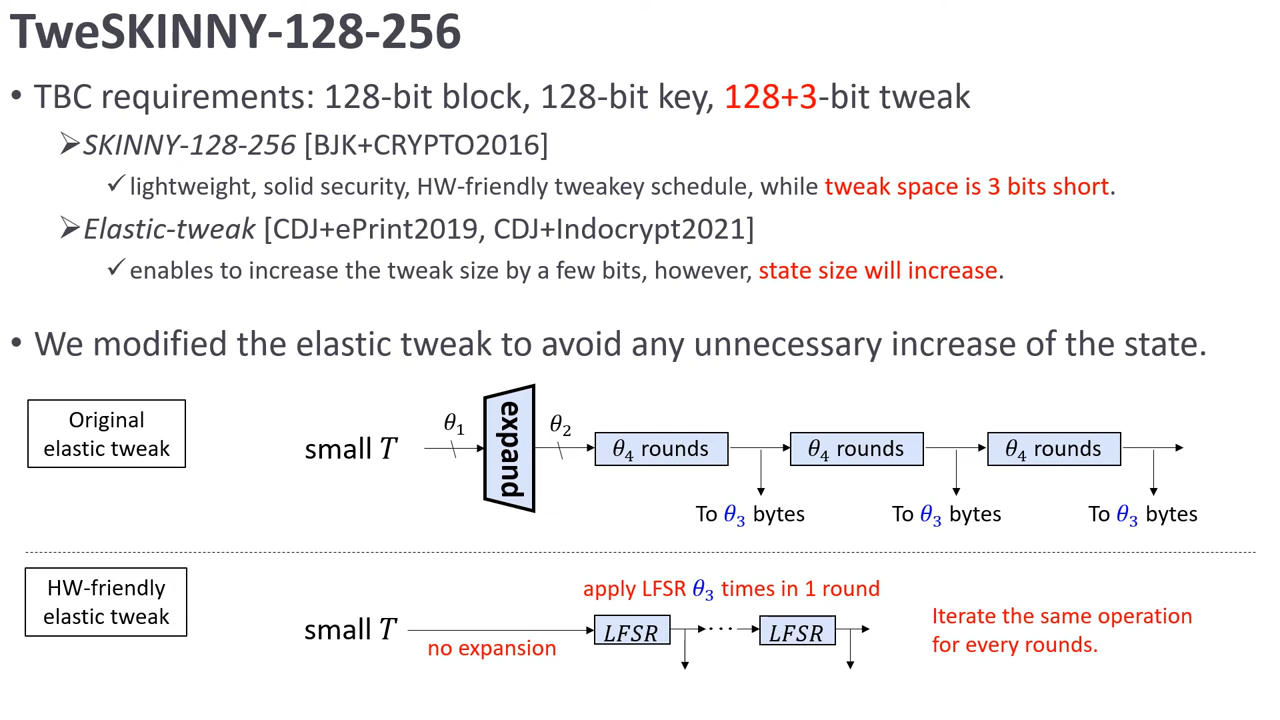 TweSKINNY-128-256
• TBC requirements: 128-bit block, 128-bit key, 128+3-bit tweak
➢SKINNY-128-256 [BJK+CRYPTO2016]
✓lightweight, solid security, HW-friendly tweakey schedule, while tweak space is 3 bits short.
➢Elastic-tweak [CDJ+ePrint2019, CDJ+Indocrypt2021]
✓enables to increase the tweak size by a few bits, however, state size will increase.
• We modified the elastic tweak to avoid any unnecessary increase of the state.
Original
elastic tweak
small T
θ₁
expand
θ₂
θ₄ rounds
θ₄ rounds
θ₄ rounds
To θ₃ bytes
To θ₃ bytes
To θ₃ bytes
HW-friendly
elastic tweak
small T
no expansion
apply LFSR θ₃ times in 1 round
LFSR
···
LFSR
Iterate the same operation
for every rounds.